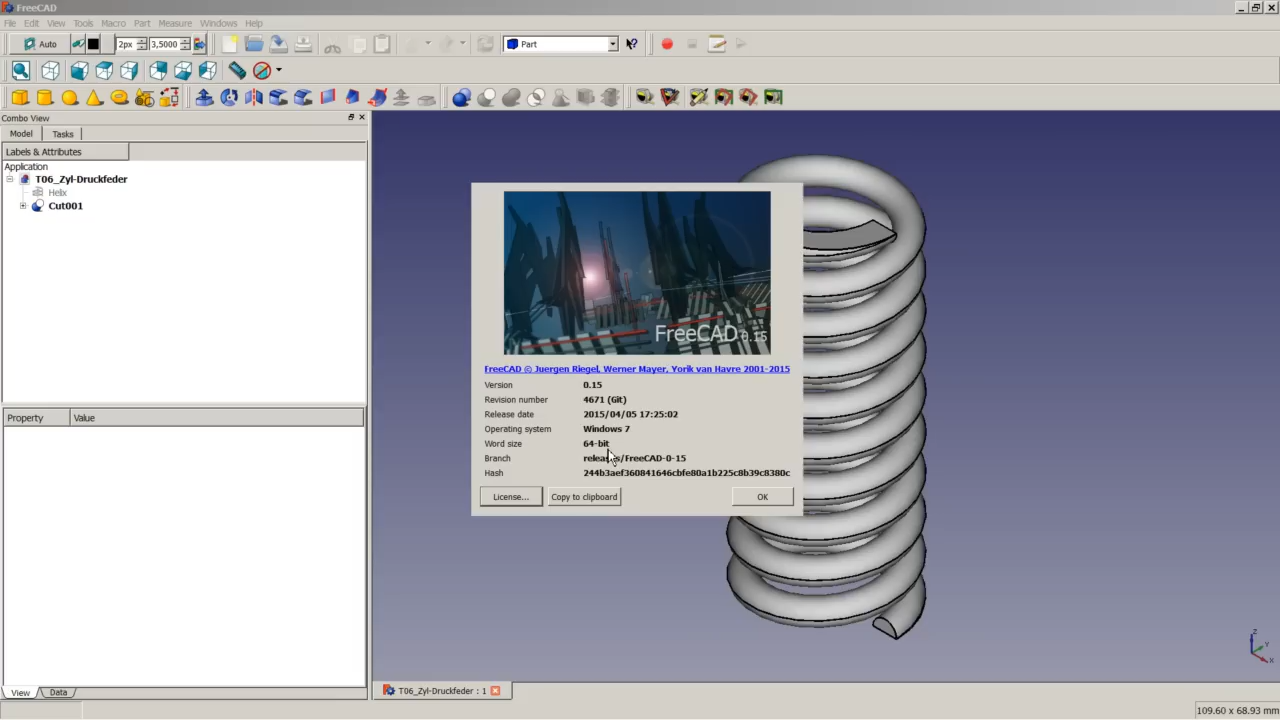 FreeCAD
File Edit View Tools Macro Part Measure Windows Help
Auto 2px 3,5000 Part
Combo View
Model Tasks
Labels & Attributes
Application
T06_Zyl-Druckfeder
Helix
Cut001
Property Value
FreeCAD 0.15
FreeCAD © Juergen Riegel, Werner Mayer, Yorik van Havre 2001-2015
Version 0.15
Revision number 4671 (Git)
Release date 2015/04/05 17:25:02
Operating system Windows 7
Word size 64-bit
Branch releases/FreeCAD-0-15
Hash 244b3aef360841646cbfe80a1b225c8b39c8380c
License... Copy to clipboard OK
Z
Y
X
View Data
T06_Zyl-Druckfeder : 1
109.60 x 68.93 mm